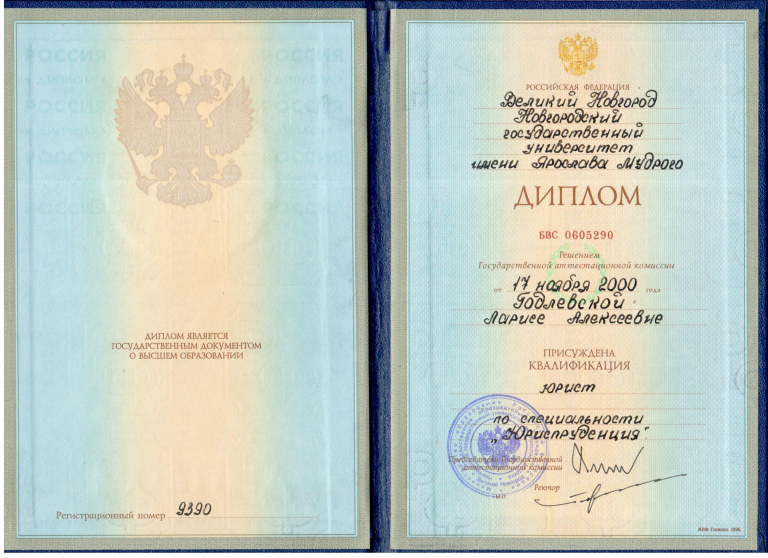 ДИПЛОМ ЯВЛЯЕТСЯ
ГОСУДАРСТВЕННЫМ ДОКУМЕНТОМ
О ВЫСШЕМ ОБРАЗОВАНИИ
Регистрационный номер 9390
РОССИЙСКАЯ ФЕДЕРАЦИЯ
Великий Новгород
Новгородский
государственный
университет
имени Ярослава Мудрого
ДИПЛОМ
БВС 0605290
Решением
Государственной аттестационной комиссии
от 17 ноября 2000 года
Годлевской
Ларисе Алексеевне
ПРИСУЖДЕНА
КВАЛИФИКАЦИЯ
юрист
по специальности
„Юриспруденция"
Председатель Государственной
аттестационной комиссии
Ректор
М.П.